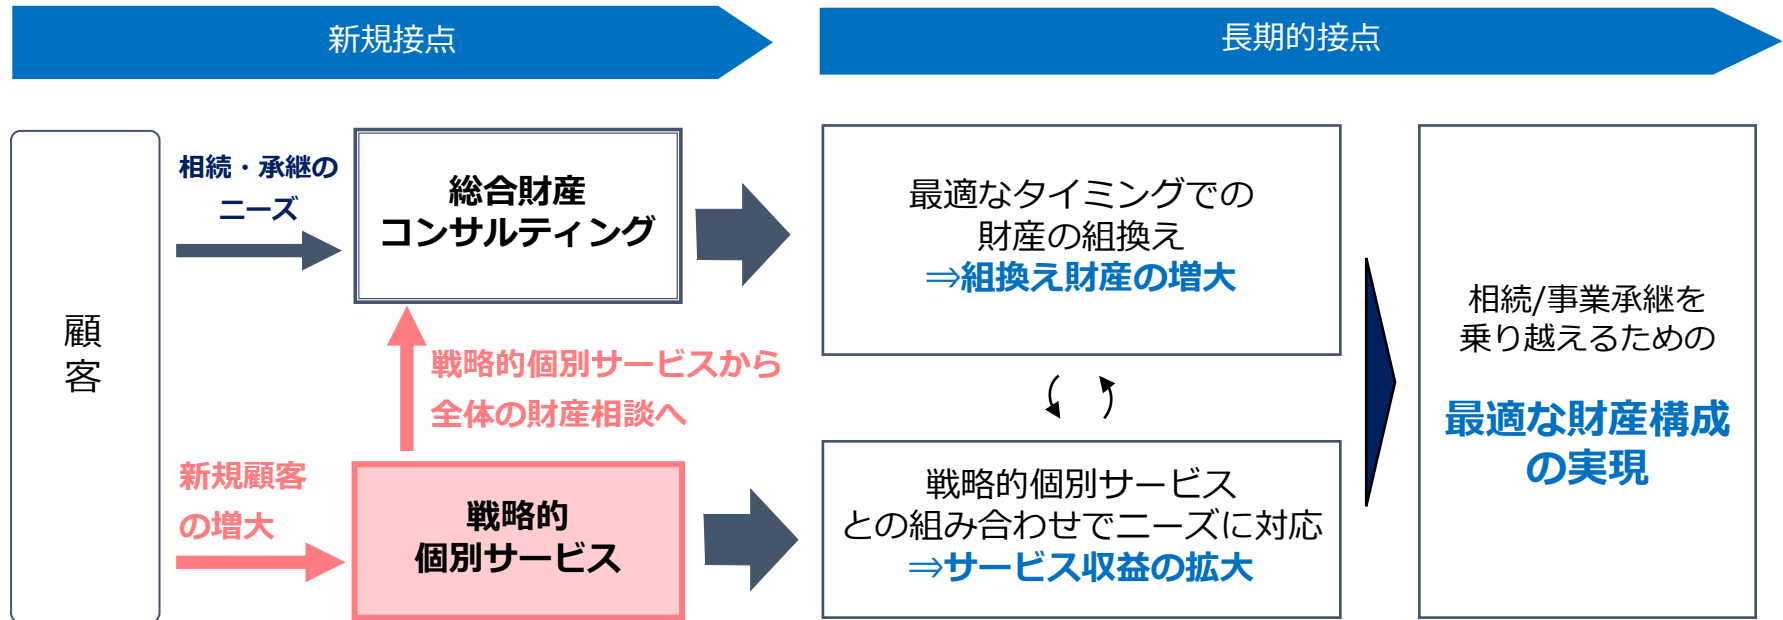 新規接点
長期的接点
顧
客
相続・承継の
ニーズ
総合財産
コンサルティング
戦略的個別サービスから
全体の財産相談へ
新規顧客
の増大
戦略的
個別サービス
最適なタイミングでの
財産の組換え
⇒組換え財産の増大
戦略的個別サービス
との組み合わせでニーズに対応
⇒サービス収益の拡大
相続/事業承継を
乗り越えるための
最適な財産構成
の実現